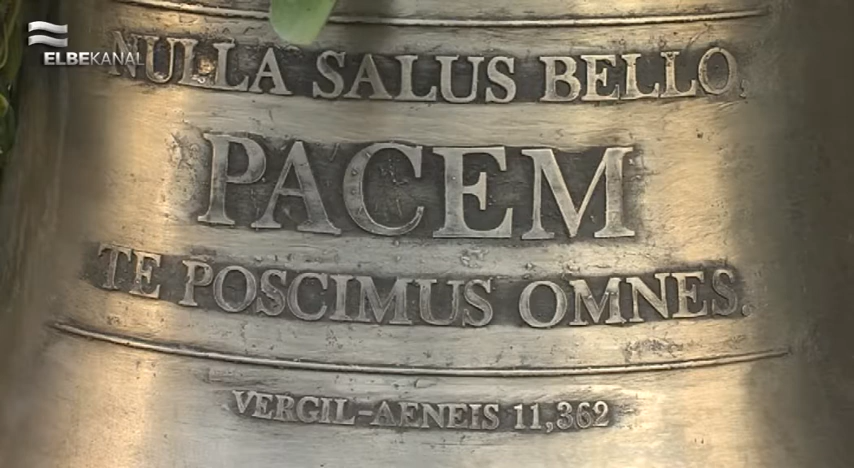 ELBEKANAL
NULLA SALUS BELLO,
PACEM
TE POSCIMUS OMNES.
VERGIL-AENEIS 11,362